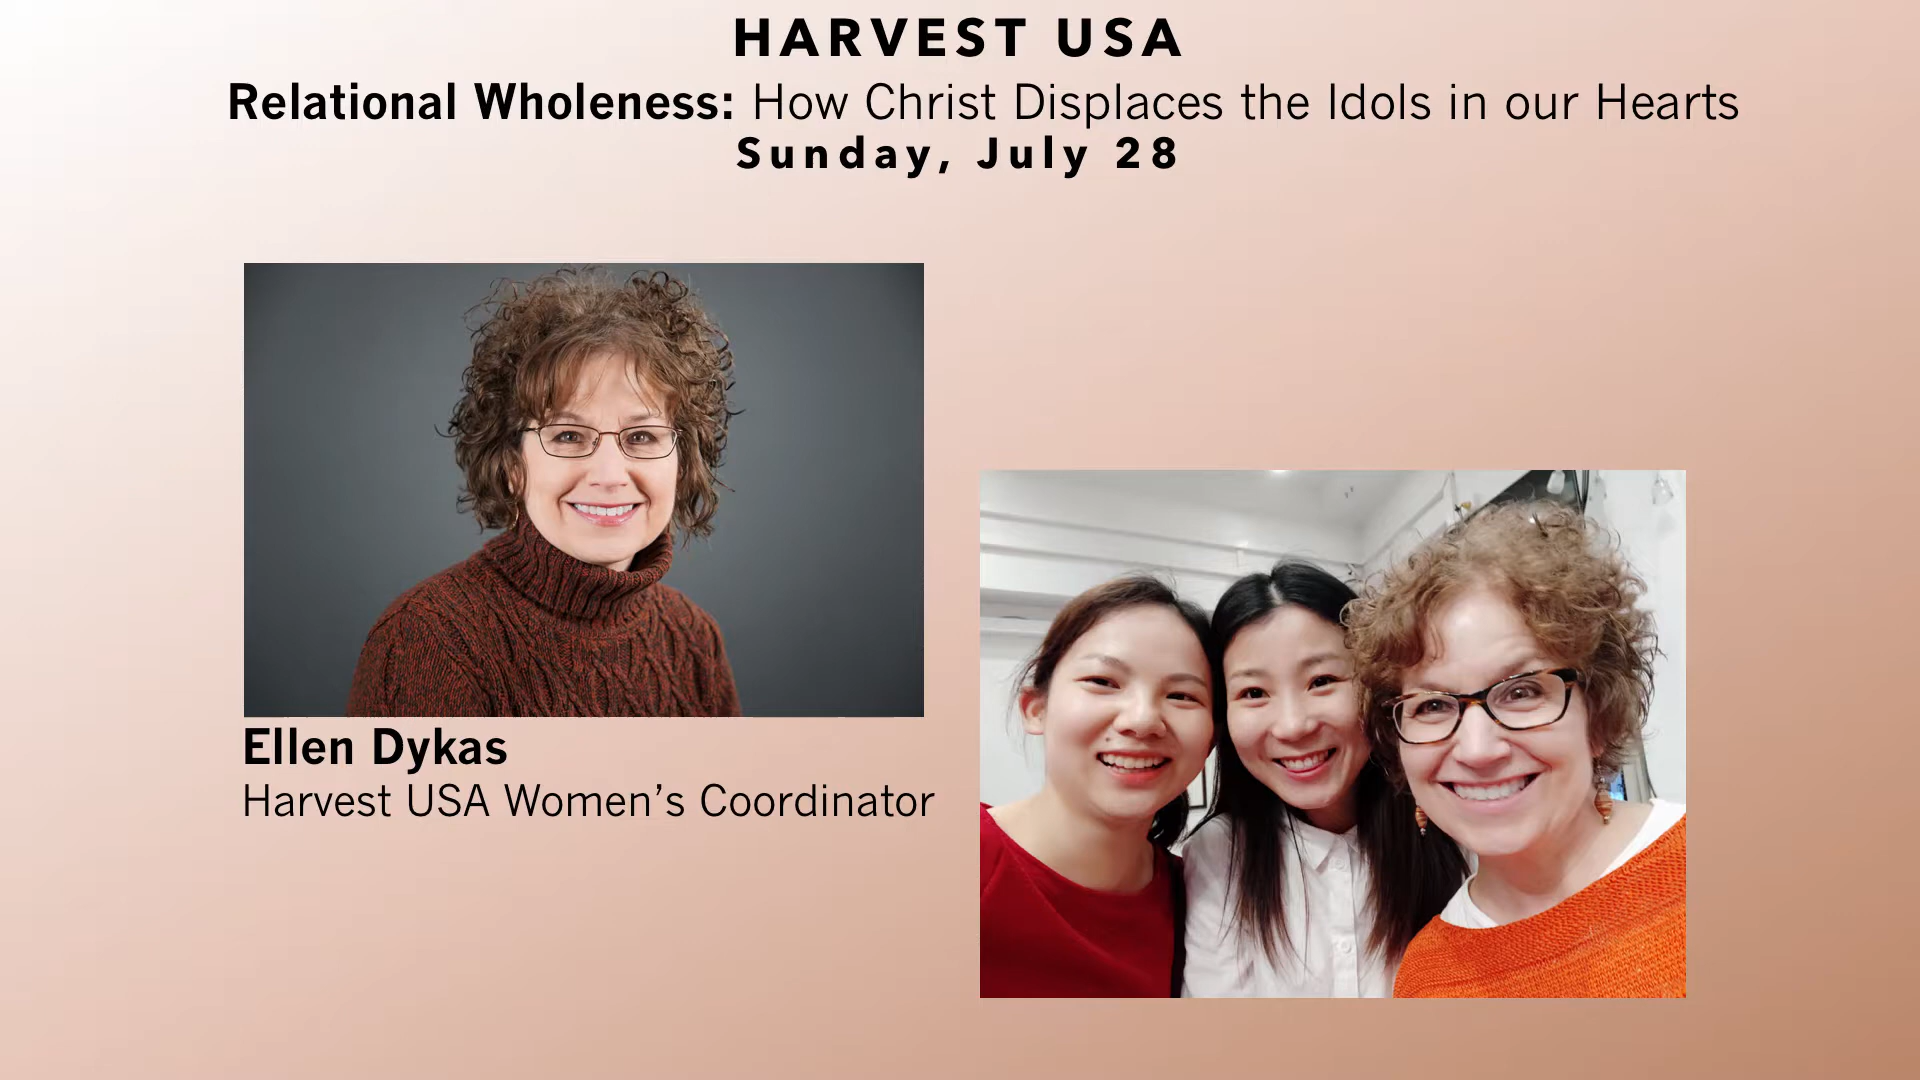 HARVEST USA
Relational Wholeness: How Christ Displaces the Idols in our Hearts
Sunday, July 28
Ellen Dykas
Harvest USA Women’s Coordinator